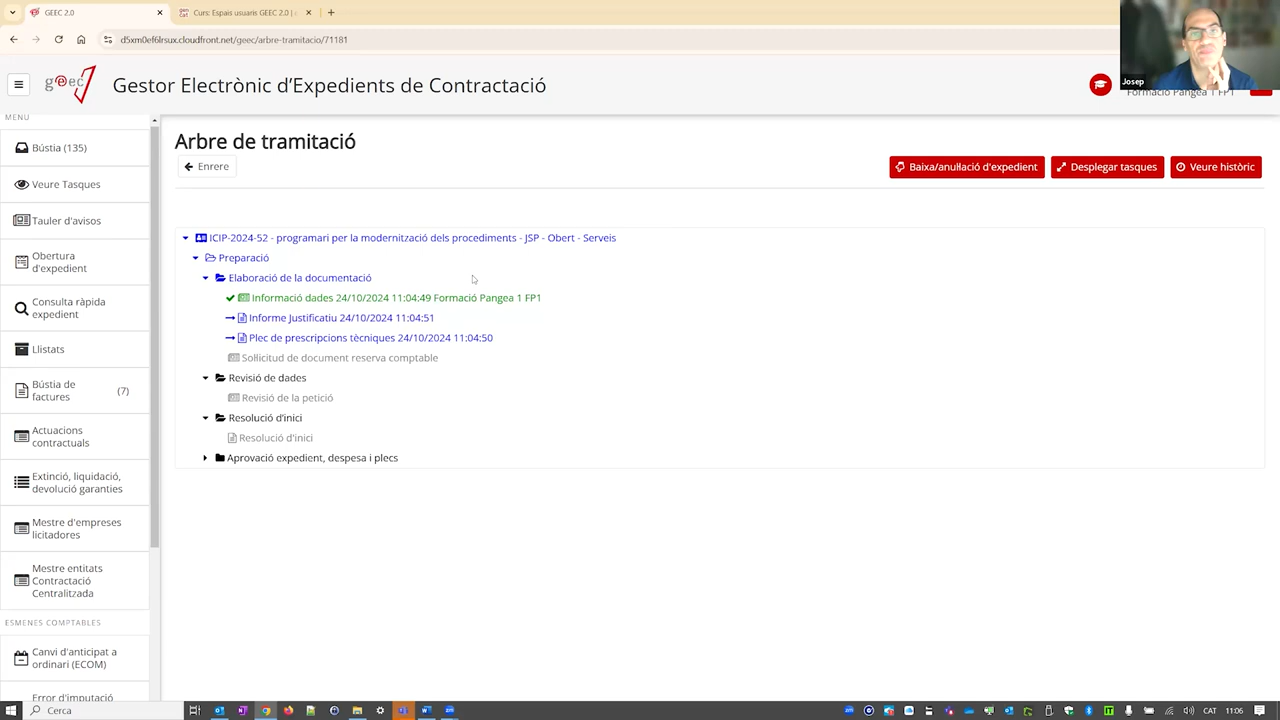 GEEC 2.0
Curs: Espais usuaris GEEC 2.0 |
d5xm0ef6lrsux.cloudfront.net/geec/arbre-tramitacio/71181
geec
Gestor Electrònic d'Expedients de Contractació
Josep
Formació Pangea 1 FP1
MENÚ
Bústia (135)
Veure Tasques
Tauler d'avisos
Obertura
d'expedient
Consulta ràpida
expedient
Llistats
Bústia de
factures (7)
Actuacions
contractuals
Extinció, liquidació,
devolució garanties
Mestre d'empreses
licitadores
Mestre entitats
Contractació
Centralitzada
ESMENES COMPTABLES
Canvi d'anticipat a
ordinari (ECOM)
Error d'imputació
Arbre de tramitació
Enrere
Baixa/anul·lació d'expedient
Desplegar tasques
Veure històric
ICIP-2024-52 - programari per la modernització dels procediments - JSP - Obert - Serveis
Preparació
Elaboració de la documentació
Informació dades 24/10/2024 11:04:49 Formació Pangea 1 FP1
Informe Justificatiu 24/10/2024 11:04:51
Plec de prescripcions tècniques 24/10/2024 11:04:50
Sol·licitud de document reserva comptable
Revisió de dades
Revisió de la petició
Resolució d'inici
Resolució d'inici
Aprovació expedient, despesa i plecs
Cerca
CAT
11:06